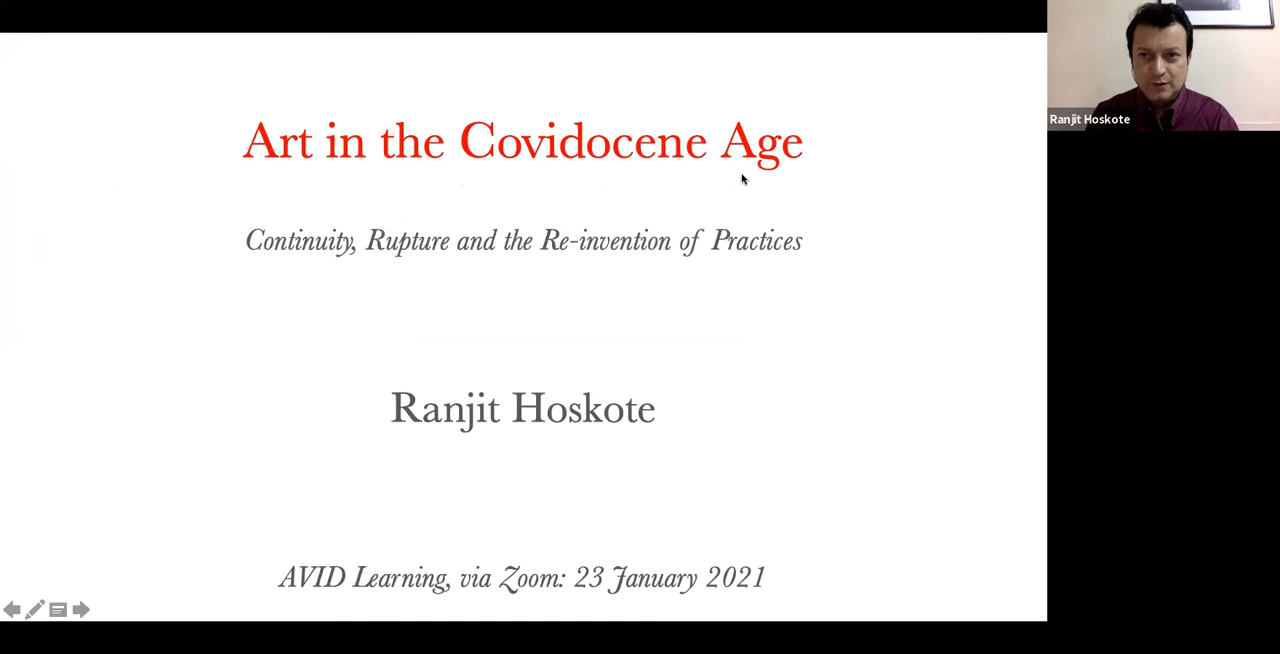 Art in the Covidocene Age
Continuity, Rupture and the Re-invention of Practices
Ranjit Hoskote
AVID Learning, via Zoom: 23 January 2021
Ranjit Hoskote